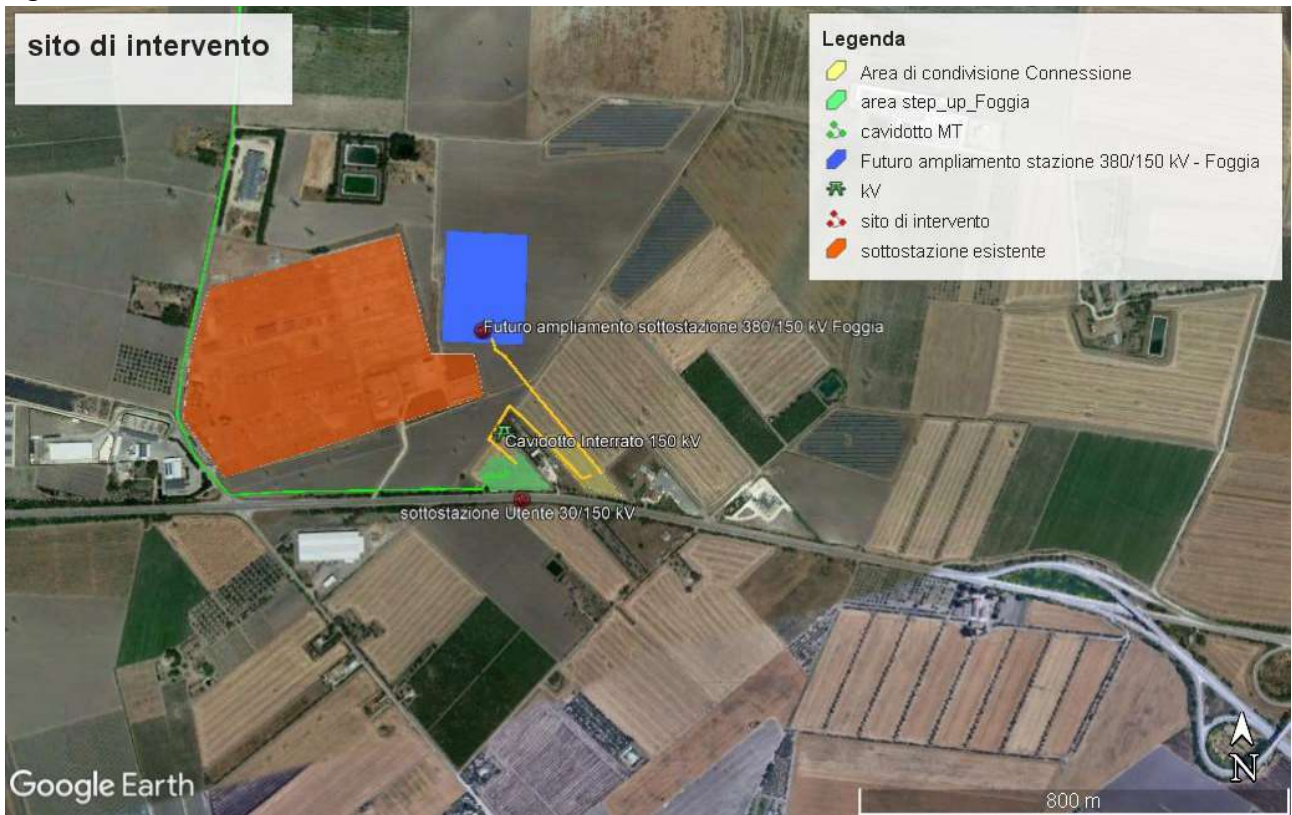 sito di intervento
Legenda
Area di condivisione Connessione
area step_up_Foggia
cavidotto MT
Futuro ampliamento stazione 380/150 kV - Foggia
kV
sito di intervento
sottostazione esistente
Futuro ampliamento sottostazione 380/150 kV Foggia
Cavidotto Interrato 150 kV
sottostazione Utente 30/150 kV
Google Earth
N
800 m